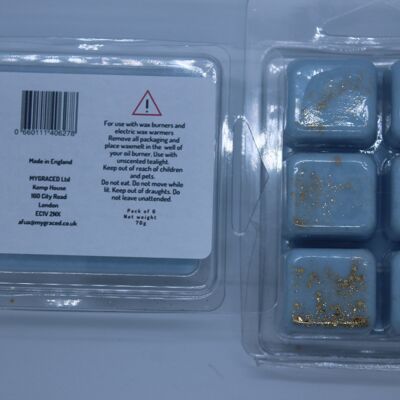 0 660111 406278
Made in England
MYGRACED Ltd
Kemp House
160 City Road
London
EC1V 2NX
afua@mygraced.co.uk
For use with wax burners and
electric wax warmers
Remove all packaging and
place waxmelt in the well of
your oil burner. Use with
unscented tealight.
Keep out of reach of children
and pets.
Do not eat. Do not move while
lit. Keep out of draughts. Do
not leave unattended.
Pack of 6
Net weight
70g